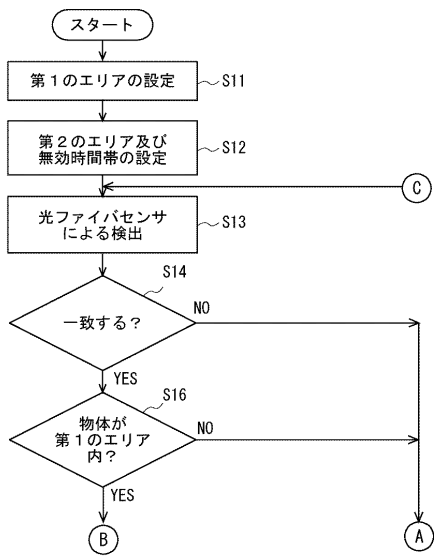 スタート
第1のエリアの設定
S11
第2のエリア及び
無効時間帯の設定
S12
C
光ファイバセンサ
による検出
S13
S14
一致する?
NO
YES
S16
物体が
第1のエリア
内?
NO
YES
B
A